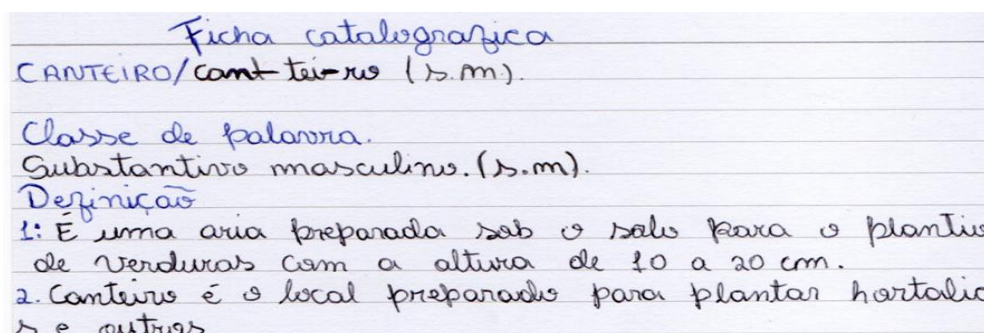 Ficha catalografica
CANTEIRO/cant-tei-ro (s.m).
Classe de palavra.
Substantivo masculino. (s.m).
Definição
1: É uma aria preparada sob o solo para o plantio
de verduras com a altura de 10 a 20 cm.
2. Canteiro é o local preparado para plantar hortaliç
s e outros